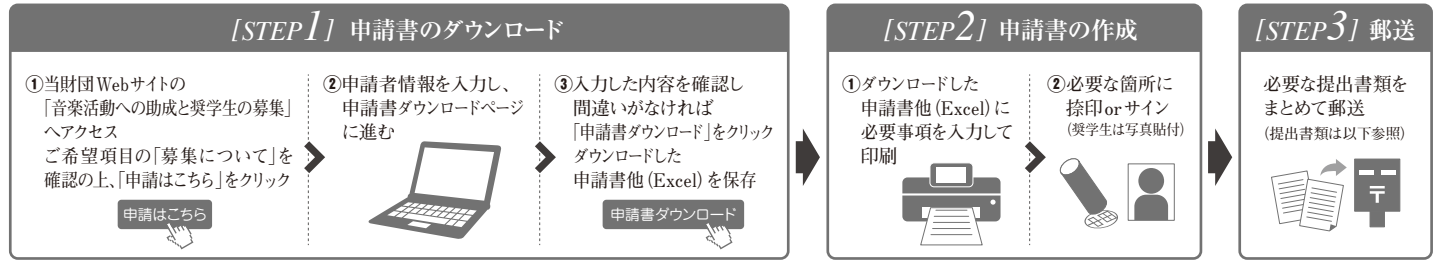 [STEP1] 申請書のダウンロード
①当財団Webサイトの
「音楽活動への助成と奨学生の募集」
へアクセス
ご希望項目の「募集について」を
確認の上、「申請はこちら」をクリック
申請はこちら
②申請者情報を入力し、
申請書ダウンロードページ
に進む
③入力した内容を確認し
間違いがなければ
「申請書ダウンロード」をクリック
ダウンロードした
申請書他(Excel)を保存
申請書ダウンロード
[STEP2] 申請書の作成
①ダウンロードした
申請書他(Excel)に
必要事項を入力して
印刷
②必要な箇所に
捺印orサイン
(奨学生は写真貼付)
[STEP3] 郵送
必要な提出書類を
まとめて郵送
(提出書類は以下参照)
〒